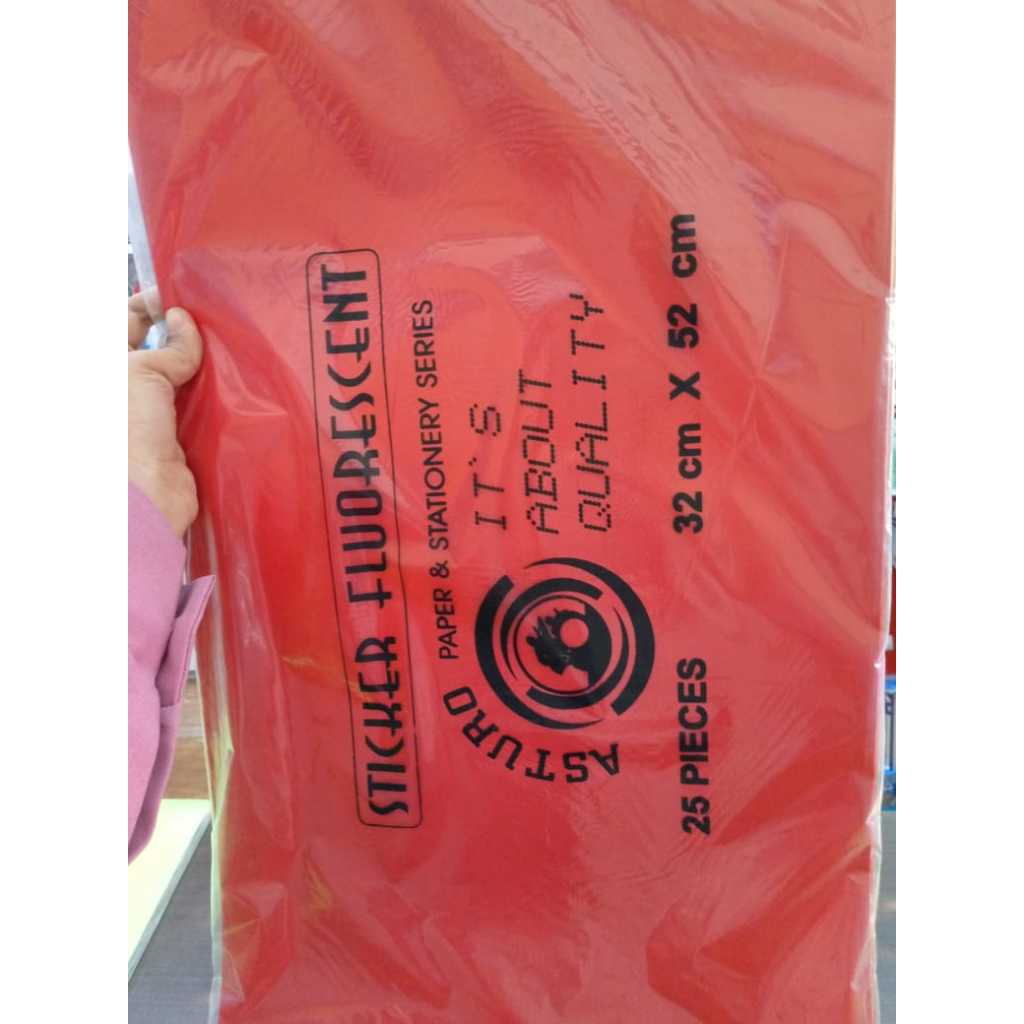 STICKER FLUORESCENT
PAPER & STATIONERY SERIES
IT'S
ABOUT
QUALITY
ASTURO
25 PIECES 32 cm X 52 cm